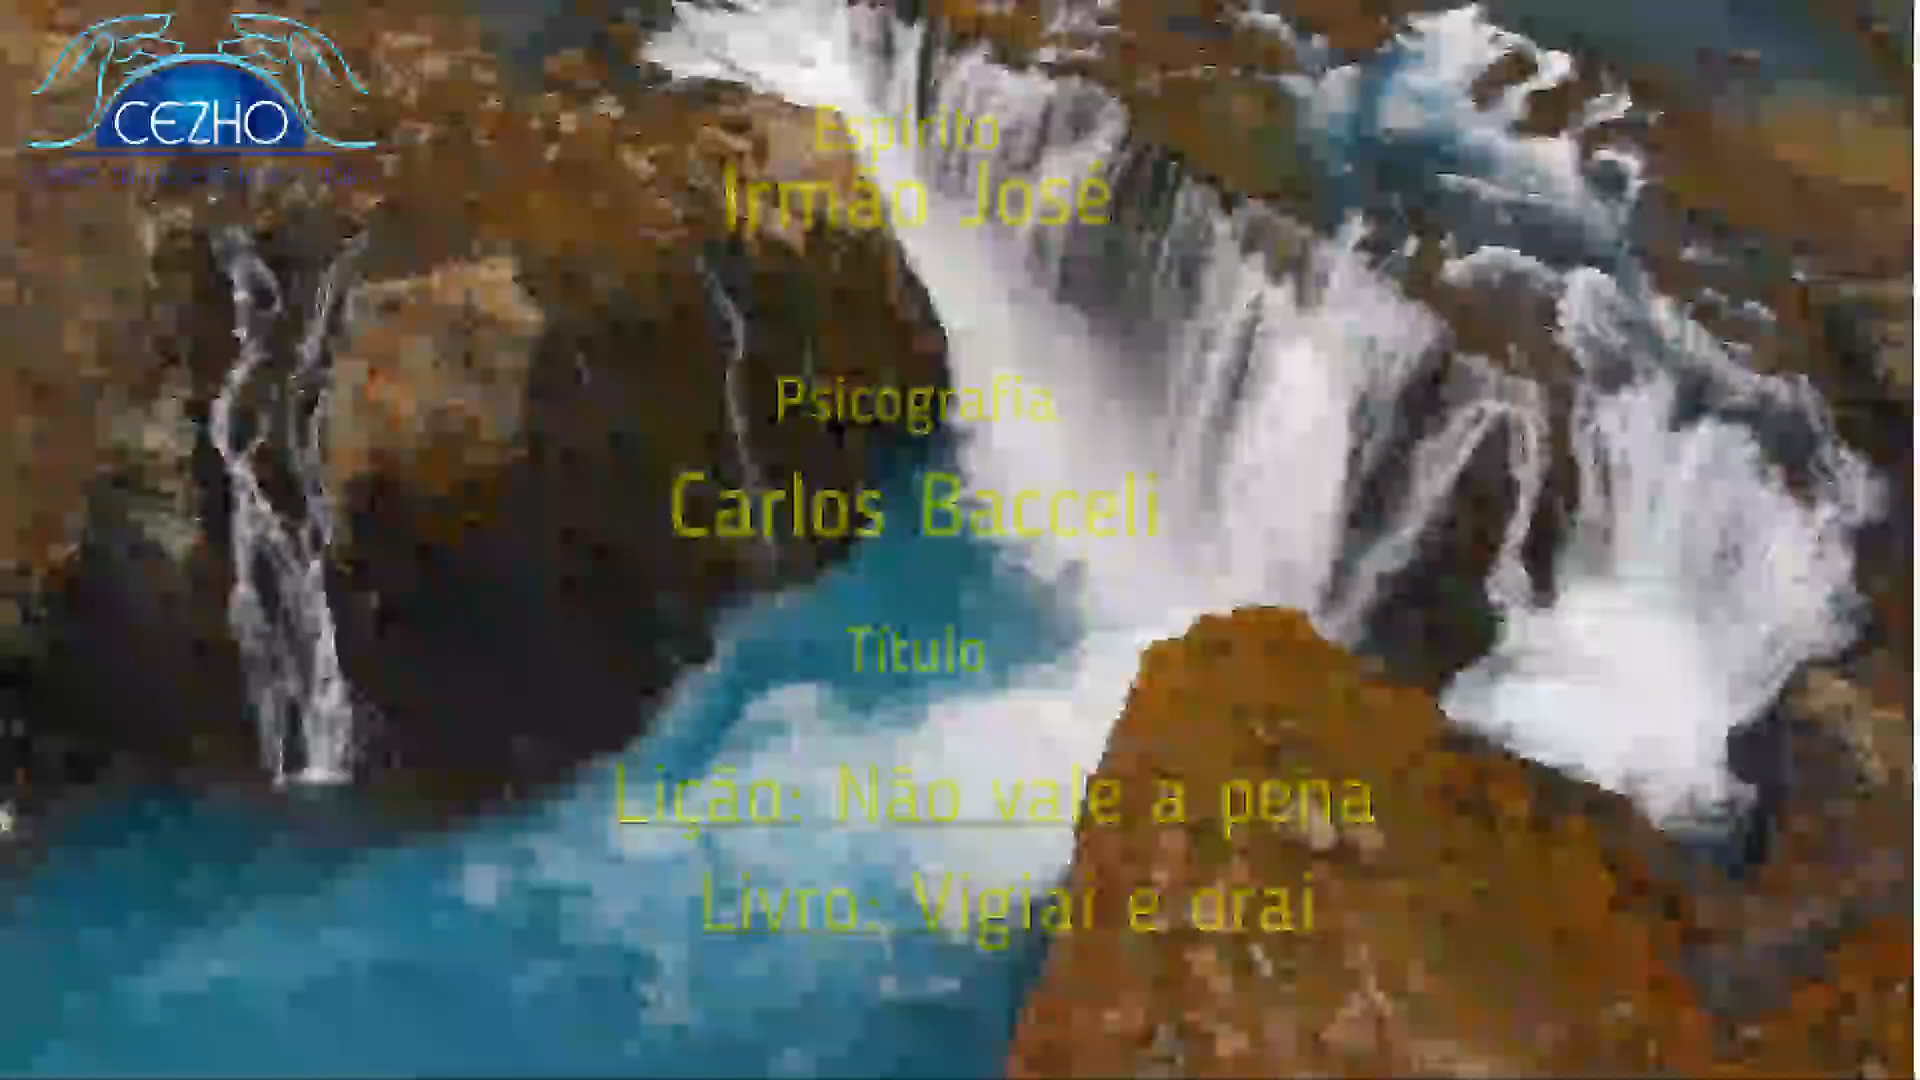 CEZHO
Espírito
Irmão José
Psicografia
Carlos Bacceli
Título
Lição: Não vale a pena
Livro: Vigiai e orai